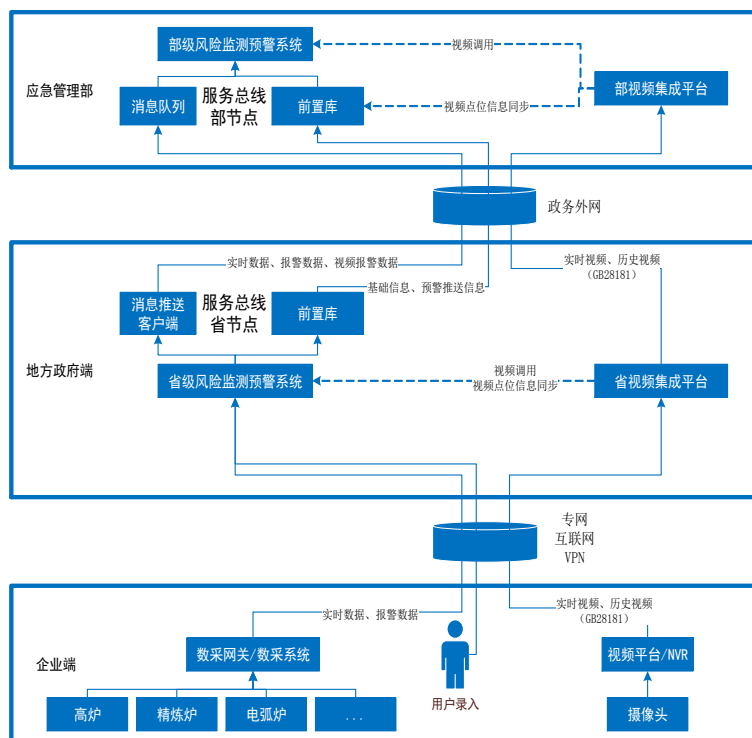 部级风险监测预警系统
视频调用
应急管理部
消息队列
服务总线
部节点
前置库
视频点位信息同步
部视频集成平台
政务外网
实时数据、报警数据、视频报警数据
实时视频、历史视频
（GB28181）
基础信息、预警推送信息
消息推送
客户端
服务总线
省节点
前置库
地方政府端
省级风险监测预警系统
视频调用
视频点位信息同步
省视频集成平台
专网
互联网
VPN
实时数据、报警数据
实时视频、历史视频
（GB28181）
企业端
数采网关/数采系统
视频平台/NVR
用户录入
高炉
精炼炉
电弧炉
...
摄像头